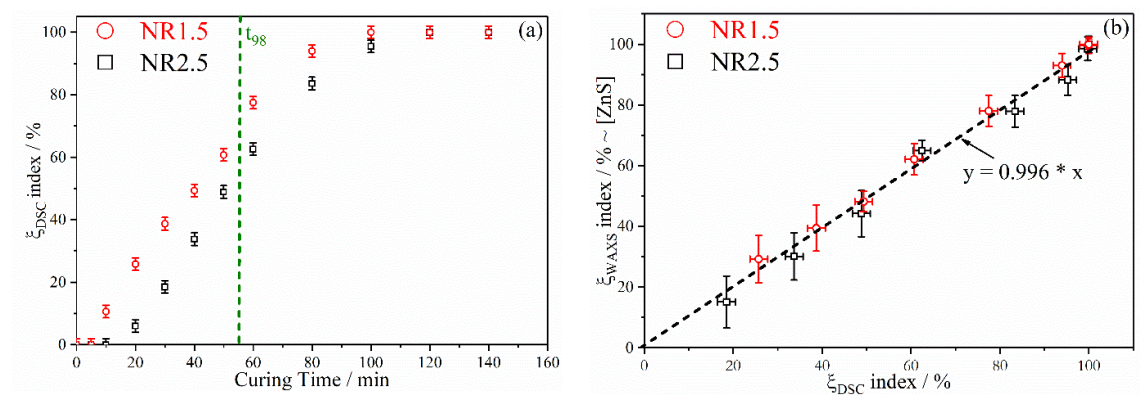 NR1.5
NR2.5
t98
(a)
100
80
60
40
20
0
ξDSC index / %
0 20 40 60 80 100 120 140 160
Curing Time / min
NR1.5
NR2.5
(b)
100
80
60
40
20
0
ξWAXS index / % ~ [ZnS]
y = 0.996 * x
0 20 40 60 80 100
ξDSC index / %